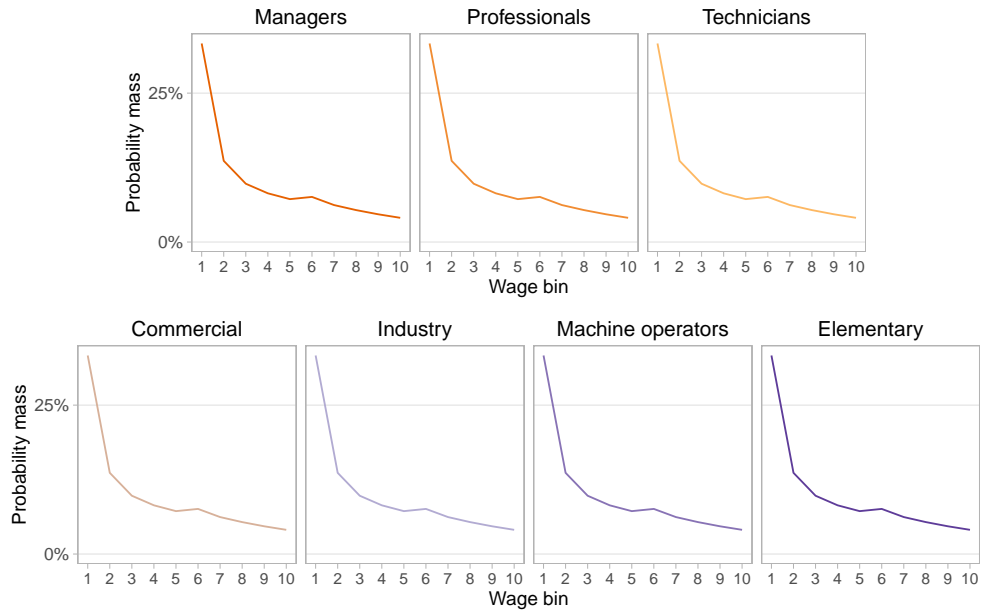 Managers
Professionals
Technicians
Probability mass
25%
0%
1 2 3 4 5 6 7 8 9 10
1 2 3 4 5 6 7 8 9 10
1 2 3 4 5 6 7 8 9 10
Wage bin
Commercial
Industry
Machine operators
Elementary
Probability mass
25%
0%
1 2 3 4 5 6 7 8 9 10
1 2 3 4 5 6 7 8 9 10
1 2 3 4 5 6 7 8 9 10
1 2 3 4 5 6 7 8 9 10
Wage bin